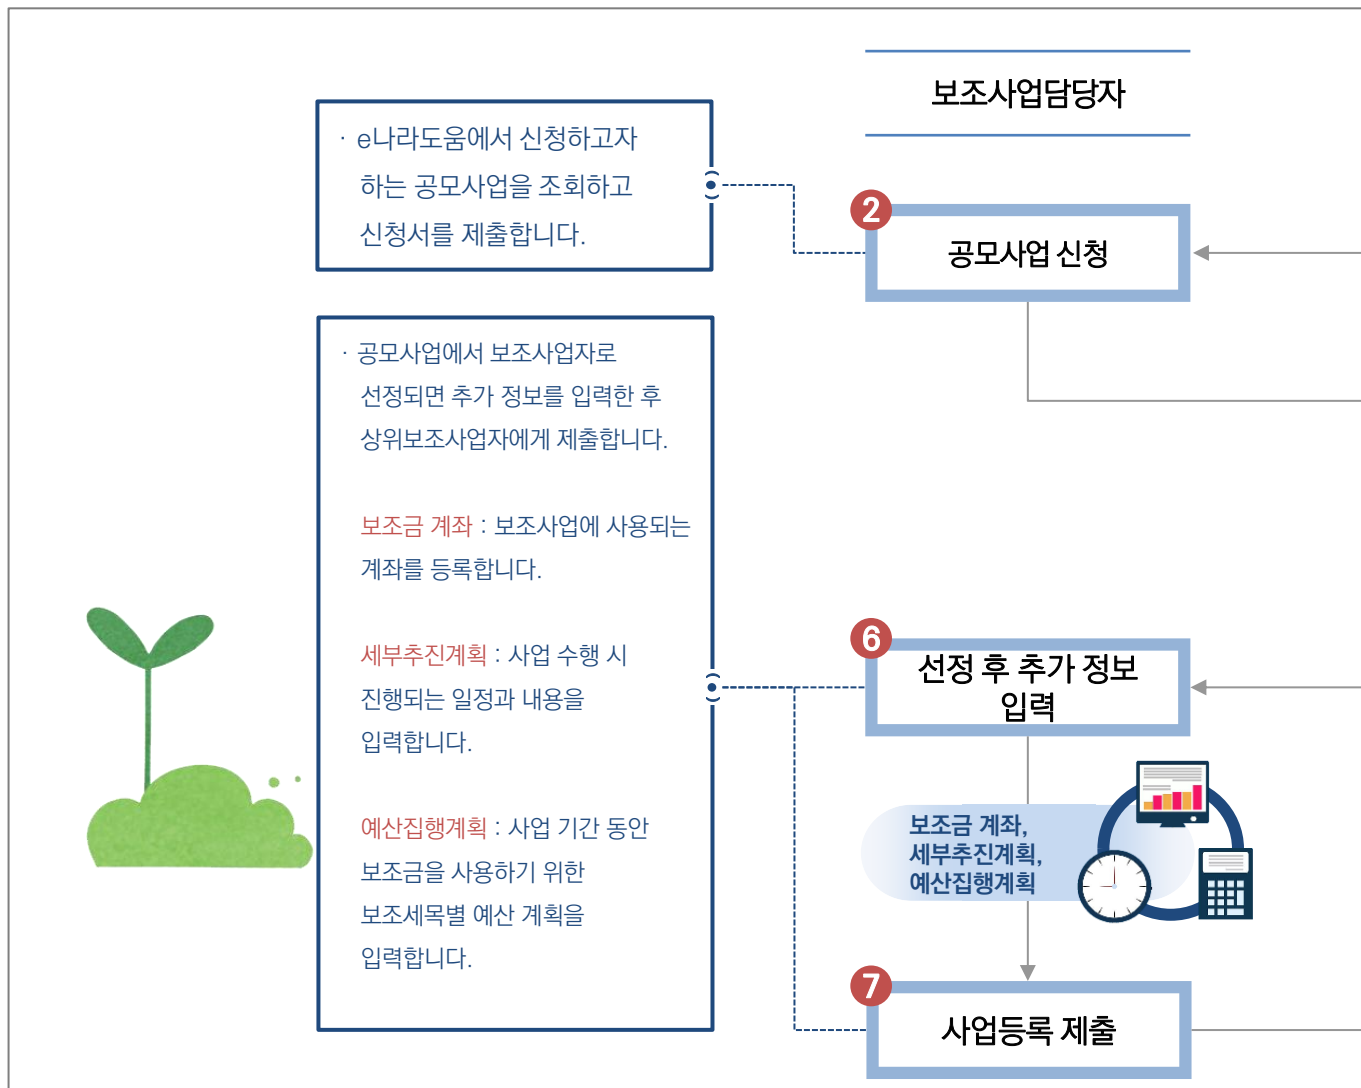 보조사업담당자
· e나라도움에서 신청하고자
하는 공모사업을 조회하고
신청서를 제출합니다.
2
공모사업 신청
· 공모사업에서 보조사업자로
선정되면 추가 정보를 입력한 후
상위보조사업자에게 제출합니다.
보조금 계좌 : 보조사업에 사용되는
계좌를 등록합니다.
세부추진계획 : 사업 수행 시
진행되는 일정과 내용을
입력합니다.
예산집행계획 : 사업 기간 동안
보조금을 사용하기 위한
보조세목별 예산 계획을
입력합니다.
6
선정 후 추가 정보
입력
보조금 계좌,
세부추진계획,
예산집행계획
7
사업등록 제출